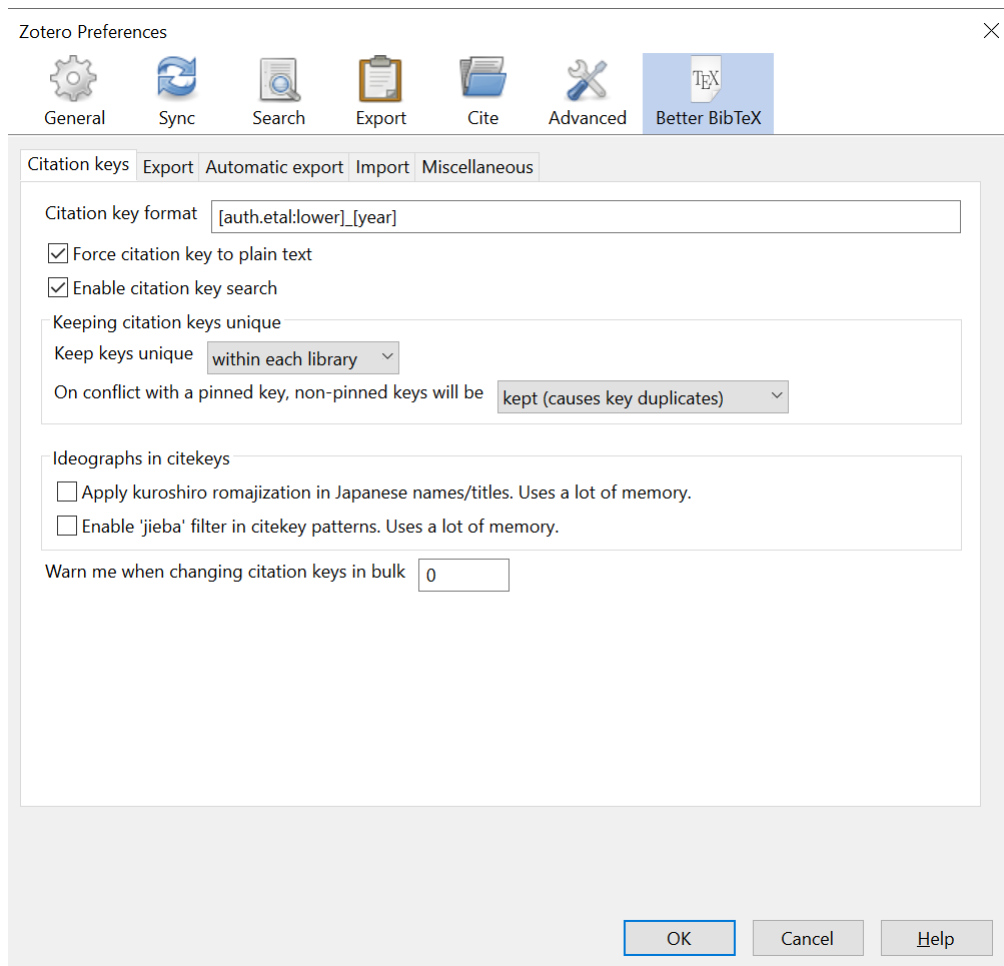 Zotero Preferences
General Sync Search Export Cite Advanced TEX Better BibTeX
Citation keys Export Automatic export Import Miscellaneous
Citation key format [auth.etal:lower]_[year]
Force citation key to plain text
Enable citation key search
Keeping citation keys unique
Keep keys unique within each library
On conflict with a pinned key, non-pinned keys will be kept (causes key duplicates)
Ideographs in citekeys
Apply kuroshiro romajization in Japanese names/titles. Uses a lot of memory.
Enable 'jieba' filter in citekey patterns. Uses a lot of memory.
Warn me when changing citation keys in bulk 0
OK Cancel Help